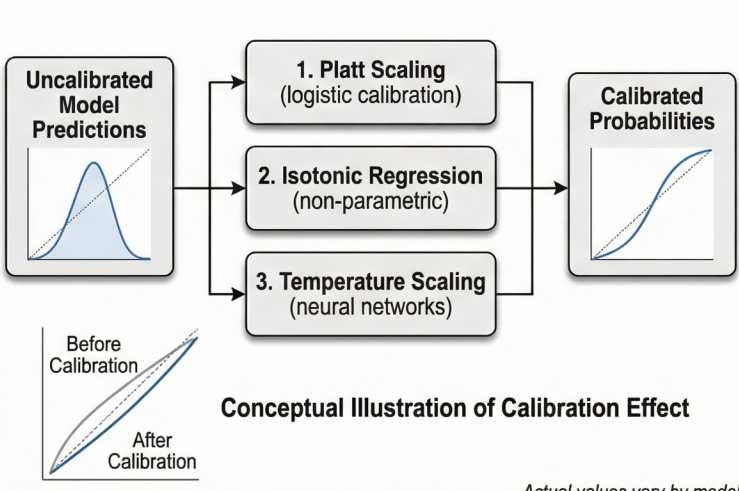 Uncalibrated
Model
Predictions
1. Platt Scaling
(logistic calibration)
2. Isotonic Regression
(non-parametric)
3. Temperature Scaling
(neural networks)
Calibrated
Probabilities
Before
Calibration
After
Calibration
Conceptual Illustration of Calibration Effect
Actual values vary by model